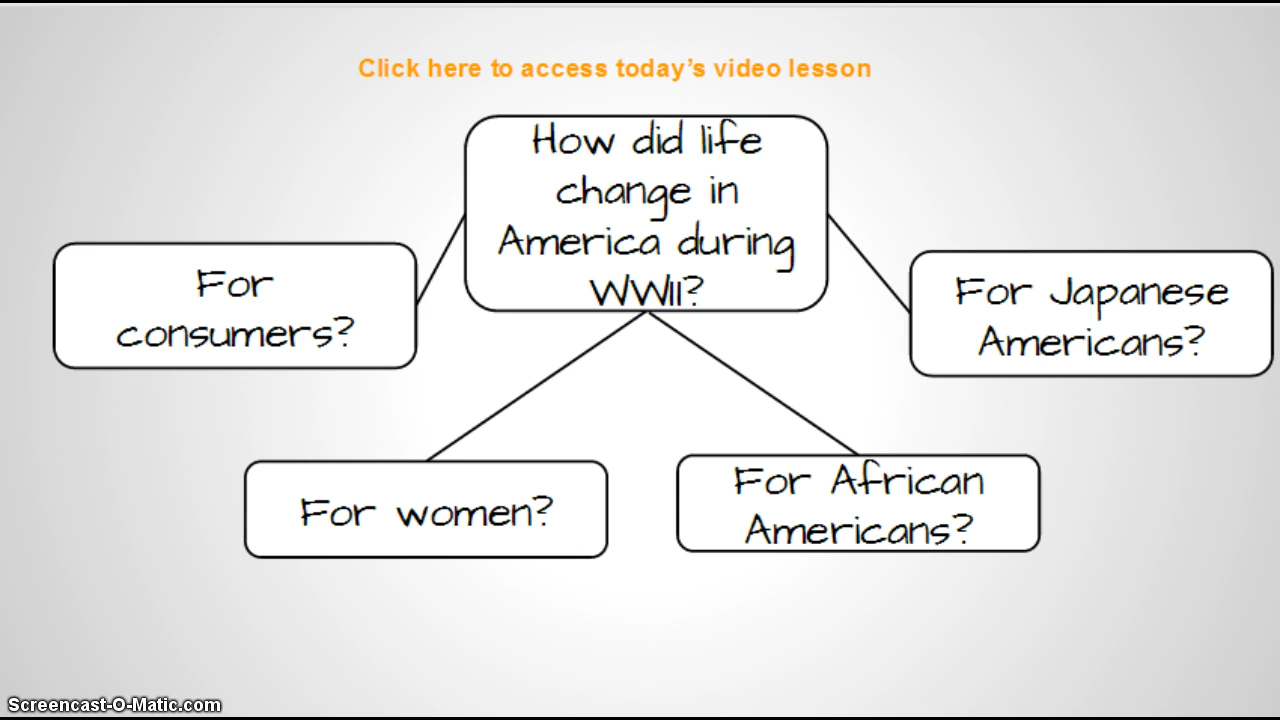 Click here to access today’s video lesson
How did life
change in
America during
WWII?
For
consumers?
For Japanese
Americans?
For women?
For African
Americans?
Screencast-O-Matic.com